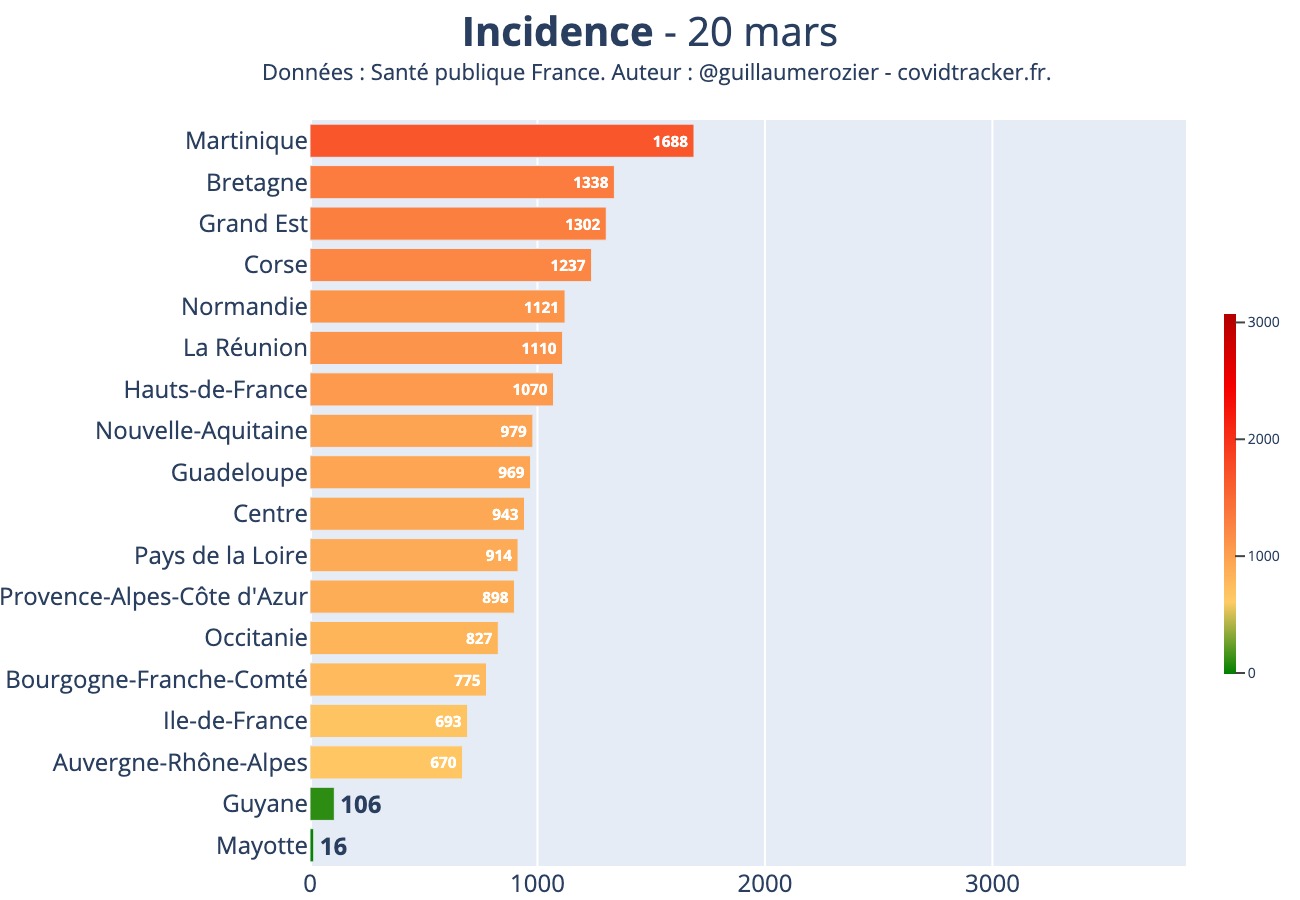 Incidence - 20 mars
Données : Santé publique France. Auteur : @guillaumerozier - covidtracker.fr.
Martinique 1688
Bretagne 1338
Grand Est 1302
Corse 1237
Normandie 1121
La Réunion 1110
Hauts-de-France 1070
Nouvelle-Aquitaine 979
Guadeloupe 969
Centre 943
Pays de la Loire 914
Provence-Alpes-Côte d'Azur 898
Occitanie 827
Bourgogne-Franche-Comté 775
Ile-de-France 693
Auvergne-Rhône-Alpes 670
Guyane 106
Mayotte 16
0 1000 2000 3000
3000
2000
1000
0